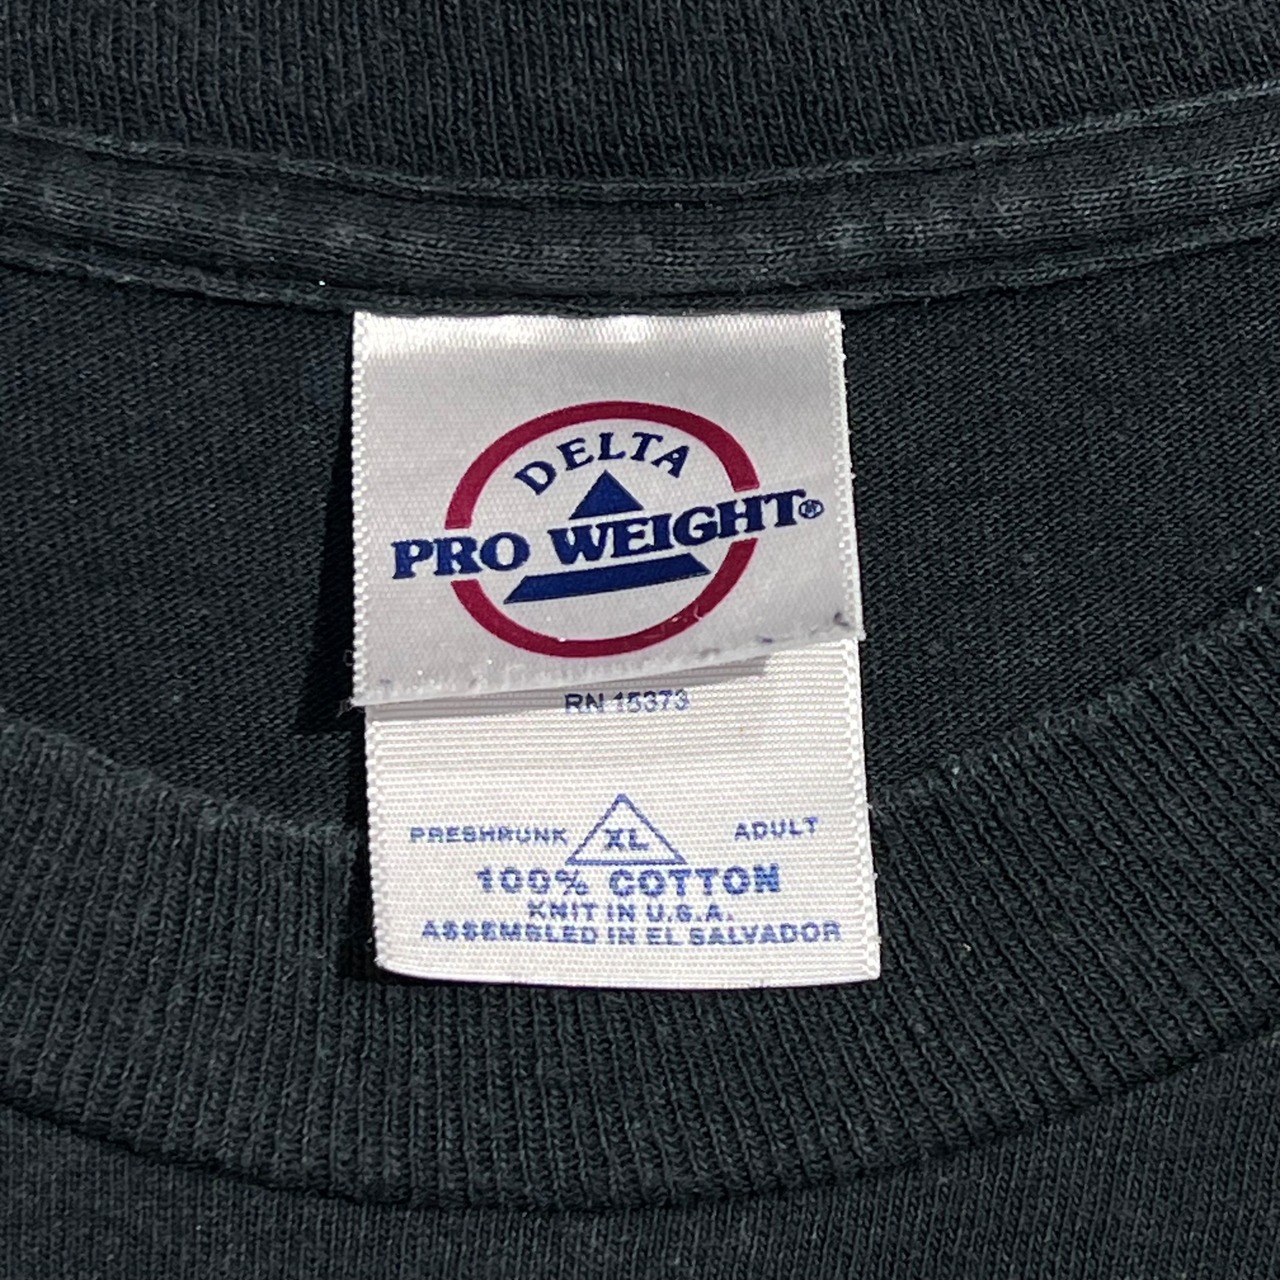 DELTA
PRO WEIGHT®
RN 15373
PRESHRUNK XL ADULT
100% COTTON
KNIT IN U.S.A.
ASSEMBLED IN EL SALVADOR